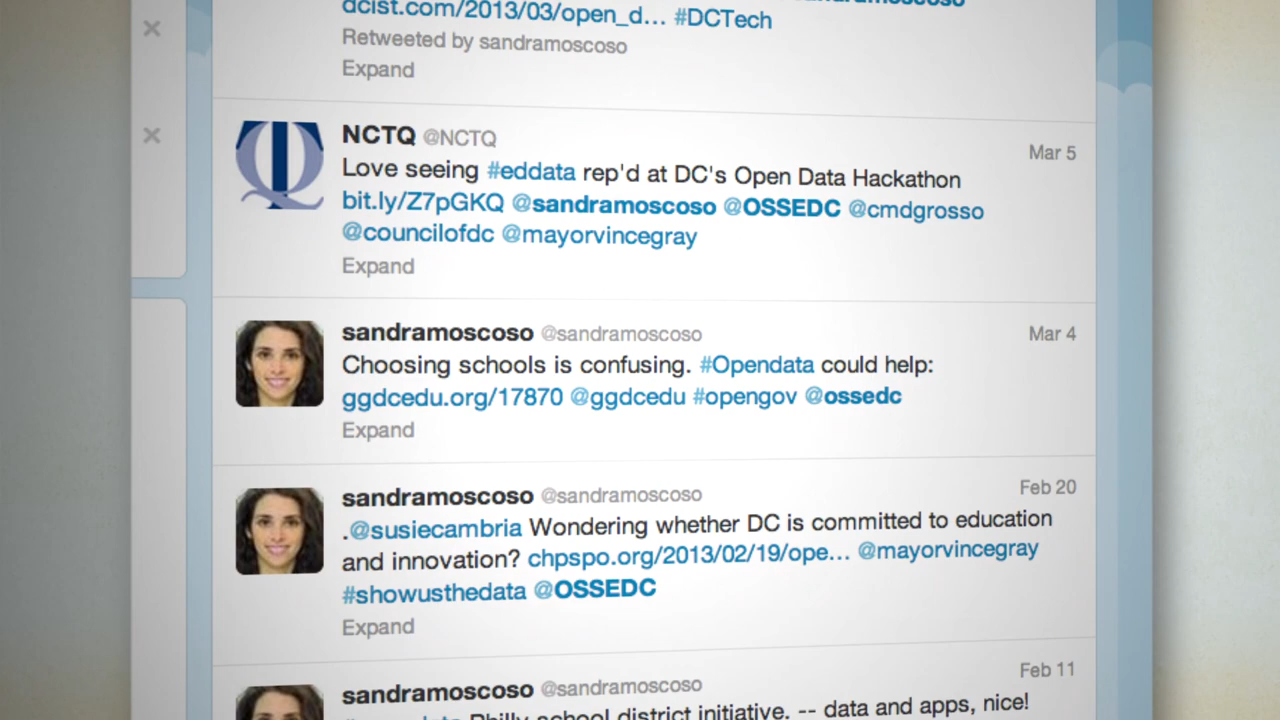 sandramoscoso
dcist.com/2013/03/open_d... #DCTech
Retweeted by sandramoscoso
Expand
NCTQ @NCTQ
Mar 5
Love seeing #eddata rep'd at DC's Open Data Hackathon
bit.ly/Z7pGKQ @sandramoscoso @OSSEDC @cmdgrosso
@councilofdc @mayorvincegray
Expand
sandramoscoso @sandramoscoso
Mar 4
Choosing schools is confusing. #Opendata could help:
ggdcedu.org/17870 @ggdcedu #opengov @ossedc
Expand
sandramoscoso @sandramoscoso
Feb 20
.@susiecambria Wondering whether DC is committed to education
and innovation? chpspo.org/2013/02/19/ope... @mayorvincegray
#showusthedata @OSSEDC
Expand
sandramoscoso @sandramoscoso
Feb 11
Philly school district initiative. -- data and apps, nice!